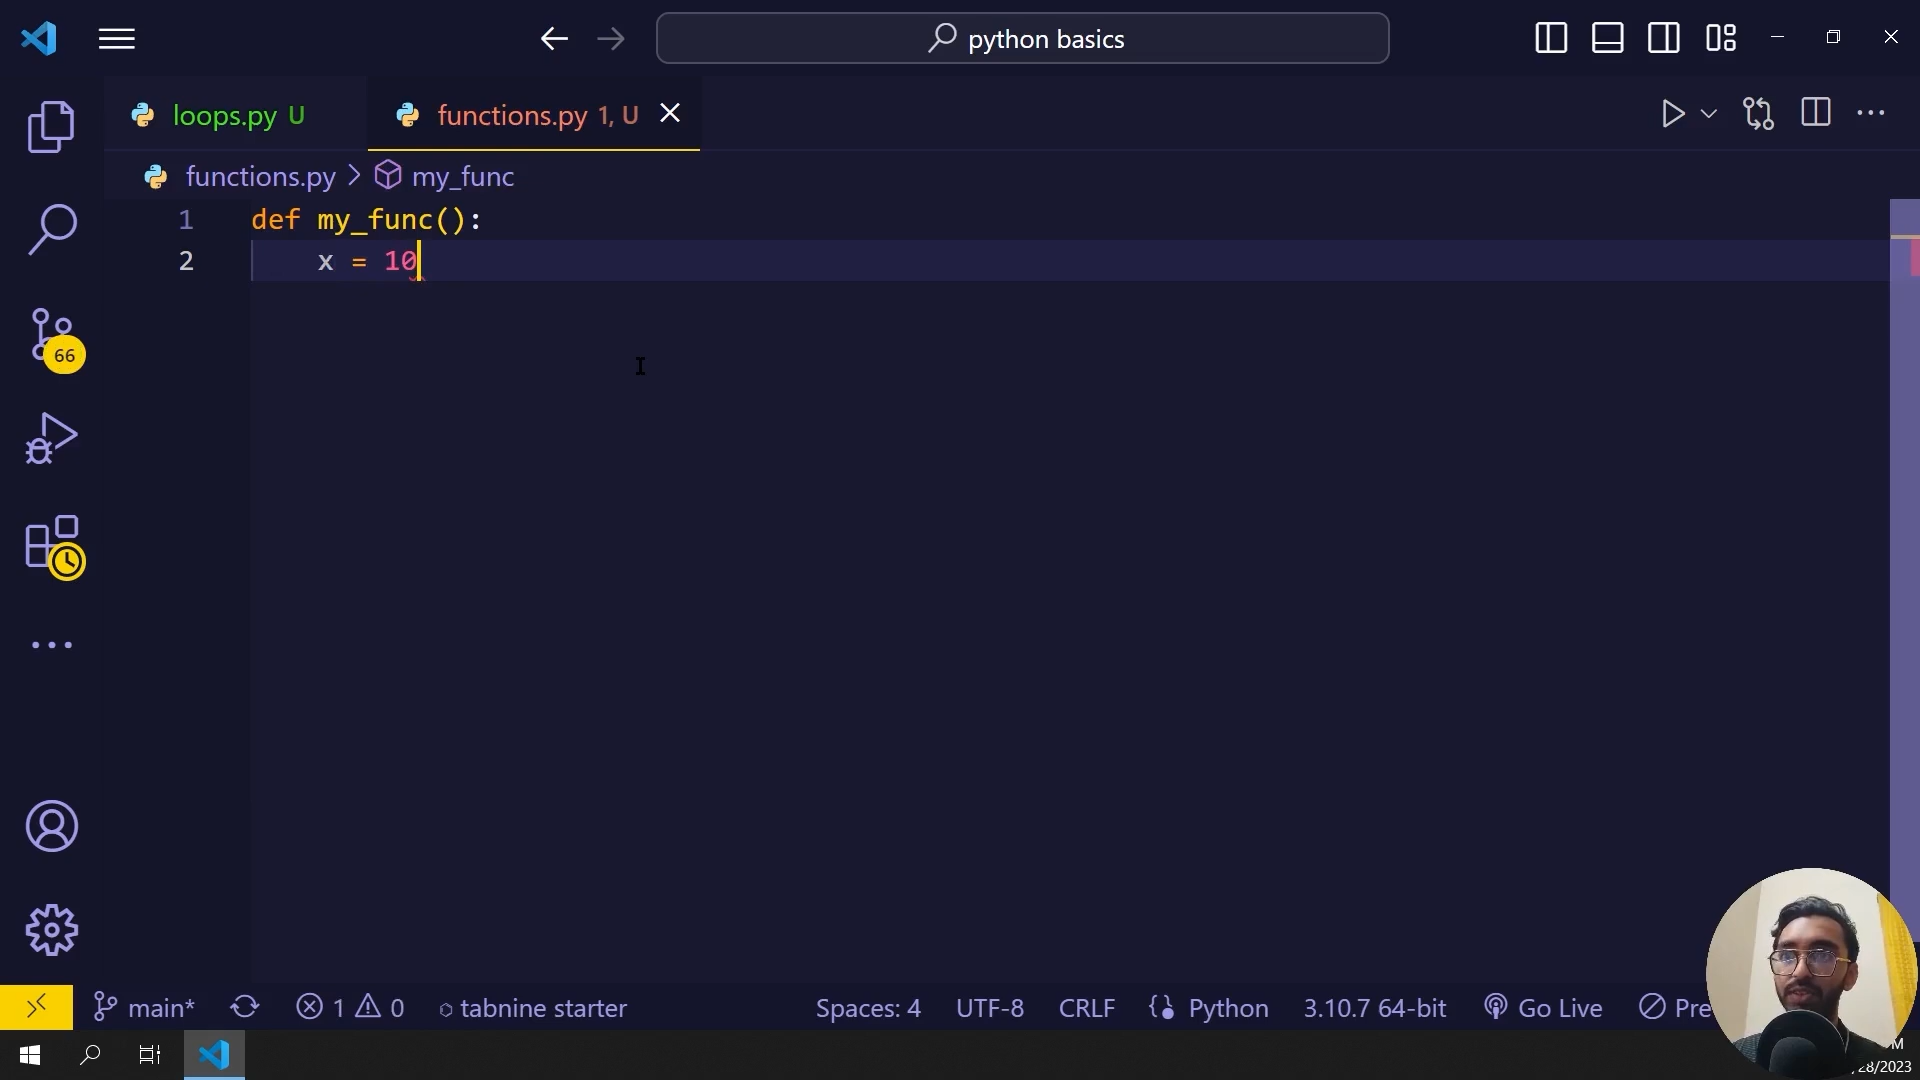 python basics
loops.py U
functions.py 1, U
functions.py > my_func
1 def my_func():
2 x = 10
66
main*
1 0
tabnine starter
Spaces: 4
UTF-8
CRLF
Python
3.10.7 64-bit
Go Live